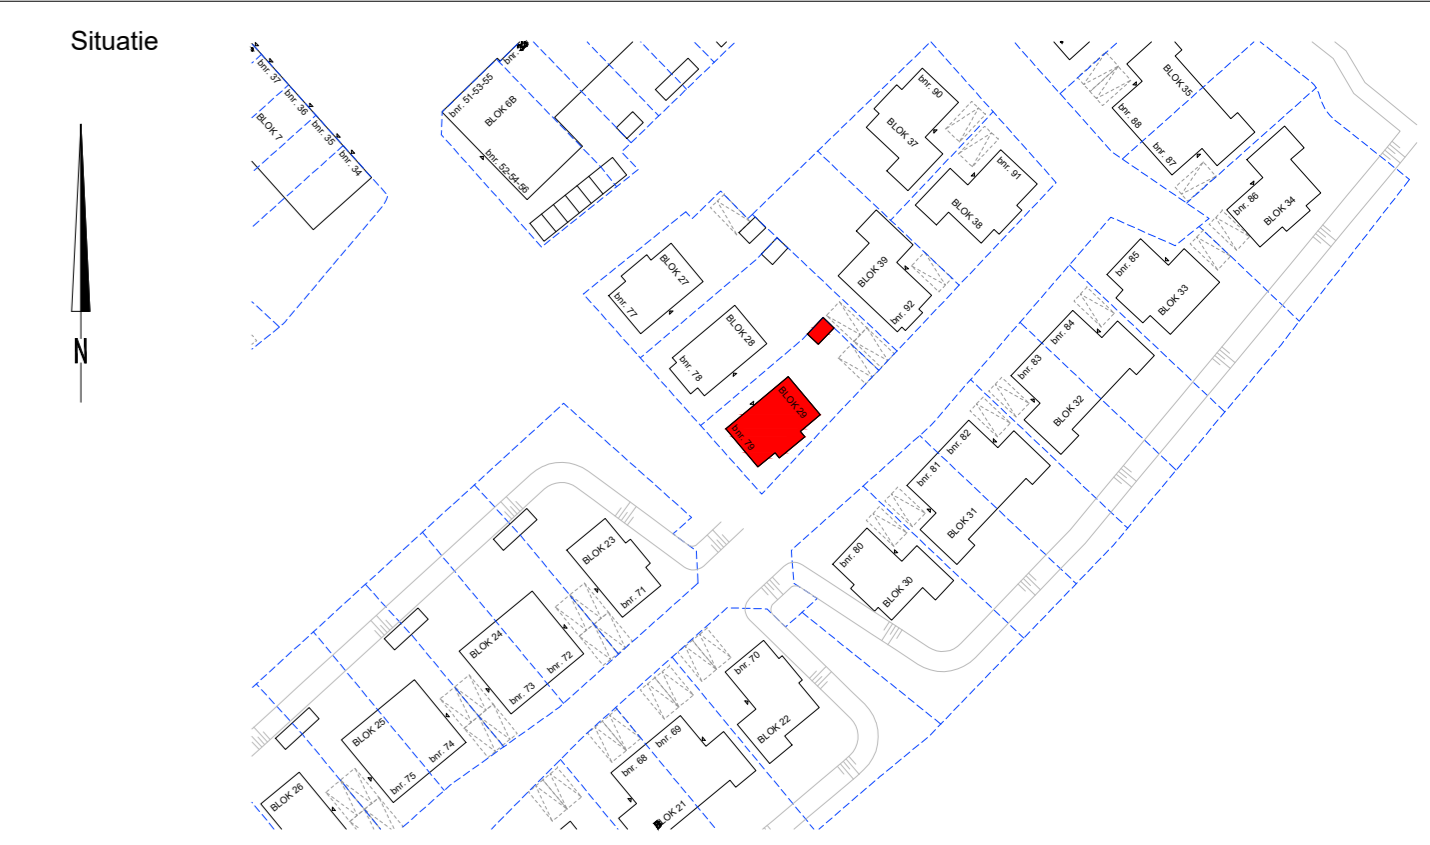 Situatie
N
bnr. 37
bnr. 36
bnr. 35
bnr. 34
BLOK 7
bnr. 51-53-55
BLOK 6B
bnr. 52-54-56
bnr. 90
BLOK 37
bnr. 91
BLOK 38
BLOK 35
bnr. 88
bnr. 87
bnr. 86
BLOK 34
BLOK 27
bnr. 77
BLOK 28
bnr. 78
BLOK 39
bnr. 92
BLOK 29
bnr. 79
bnr. 85
BLOK 33
bnr. 84
bnr. 83
BLOK 32
bnr. 82
bnr. 81
BLOK 31
bnr. 80
BLOK 30
BLOK 23
bnr. 71
BLOK 24
bnr. 72
bnr. 73
BLOK 25
bnr. 74
bnr. 75
BLOK 26
bnr. 70
BLOK 22
bnr. 69
bnr. 68
BLOK 21